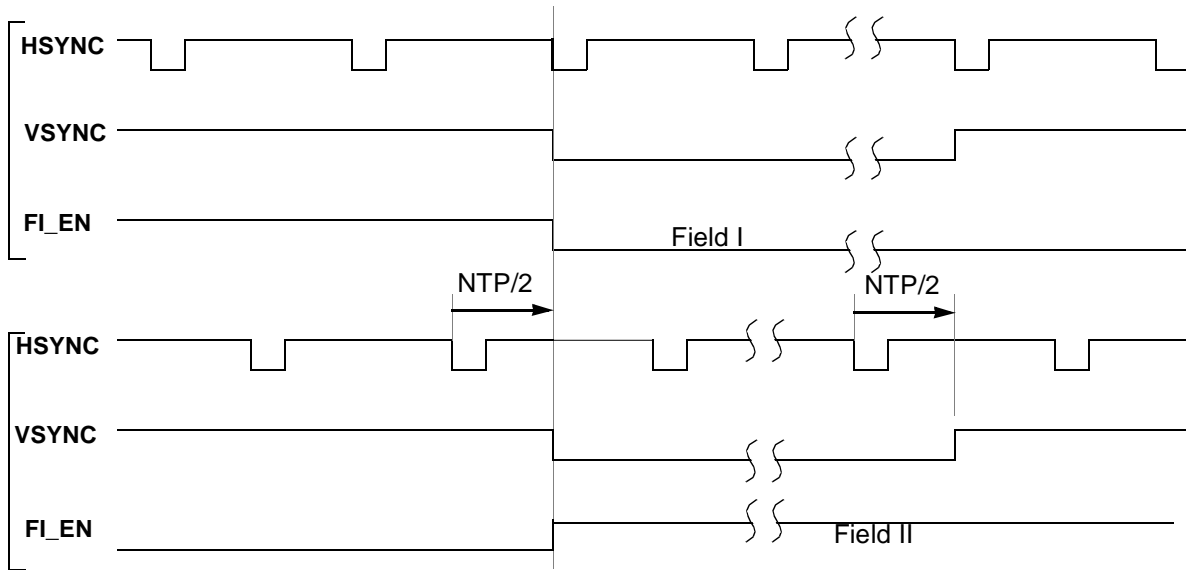 HSYNC
VSYNC
FI_EN
Field I
NTP/2
NTP/2
HSYNC
VSYNC
FI_EN
Field II